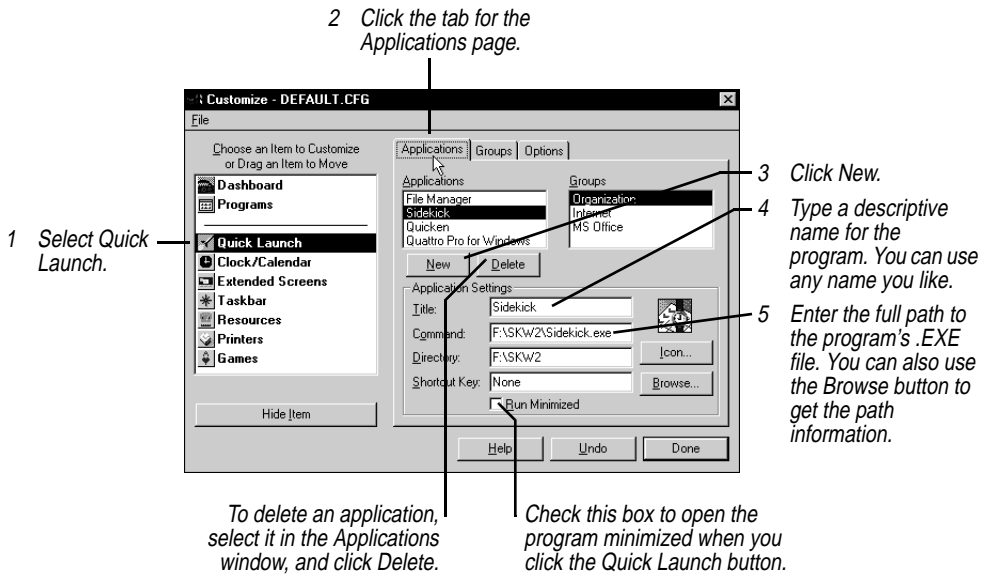 2 Click the tab for the
Applications page.
Customize - DEFAULT.CFG
File
Choose an Item to Customize
or Drag an Item to Move
Dashboard
Programs
Quick Launch
Clock/Calendar
Extended Screens
Taskbar
Resources
Printers
Games
Hide Item
Applications Groups Options
Applications
File Manager
Sidekick
Quicken
Quattro Pro for Windows
Groups
Organization
Internet
MS Office
New Delete
Application Settings
Title: Sidekick
Command: F:\SKW2\Sidekick.exe
Directory: F:\SKW2
Shortcut Key: None
Run Minimized
Icon...
Browse...
Help Undo Done
1 Select Quick
Launch.
3 Click New.
4 Type a descriptive
name for the
program. You can use
any name you like.
5 Enter the full path to
the program's .EXE
file. You can also use
the Browse button to
get the path
information.
To delete an application,
select it in the Applications
window, and click Delete.
Check this box to open the
program minimized when you
click the Quick Launch button.